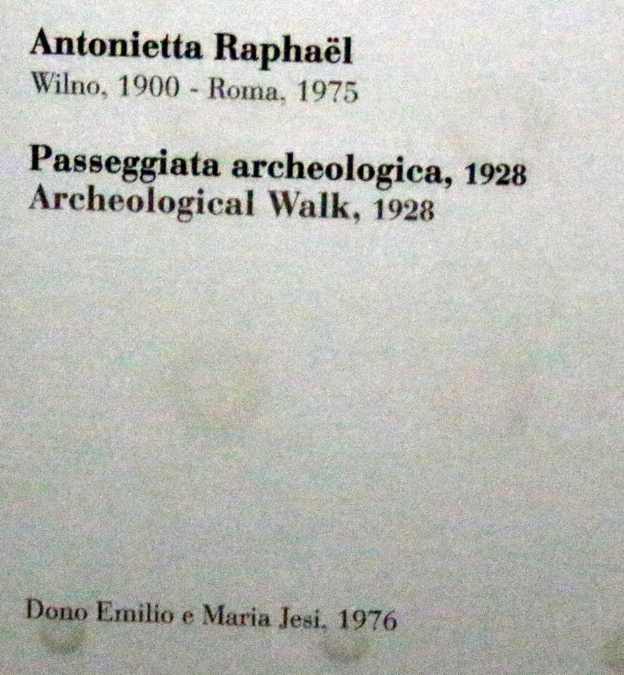 Antonietta Raphaël
Wilno, 1900 - Roma, 1975
Passeggiata archeologica, 1928
Archeological Walk, 1928
Dono Emilio e Maria Jesi, 1976